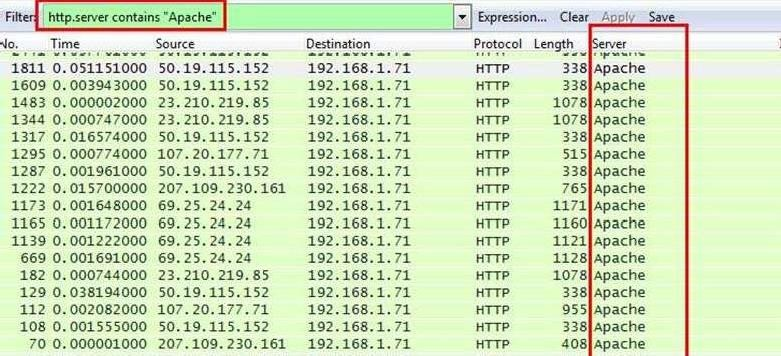 Filter: http.server contains "Apache" Expression... Clear Apply Save
No. Time Source Destination Protocol Length Server
1811 0.051151000 50.19.115.152 192.168.1.71 HTTP 338 Apache
1609 0.003943000 50.19.115.152 192.168.1.71 HTTP 338 Apache
1483 0.000002000 23.210.219.85 192.168.1.71 HTTP 1078 Apache
1344 0.000747000 23.210.219.85 192.168.1.71 HTTP 1078 Apache
1317 0.016574000 50.19.115.152 192.168.1.71 HTTP 338 Apache
1295 0.000774000 107.20.177.71 192.168.1.71 HTTP 515 Apache
1287 0.001961000 50.19.115.152 192.168.1.71 HTTP 338 Apache
1222 0.015700000 207.109.230.161 192.168.1.71 HTTP 765 Apache
1173 0.001648000 69.25.24.24 192.168.1.71 HTTP 1171 Apache
1165 0.001172000 69.25.24.24 192.168.1.71 HTTP 1160 Apache
1139 0.001222000 69.25.24.24 192.168.1.71 HTTP 1121 Apache
669 0.001691000 69.25.24.24 192.168.1.71 HTTP 1128 Apache
182 0.000744000 23.210.219.85 192.168.1.71 HTTP 1078 Apache
129 0.038194000 50.19.115.152 192.168.1.71 HTTP 338 Apache
112 0.002082000 107.20.177.71 192.168.1.71 HTTP 955 Apache
108 0.001555000 50.19.115.152 192.168.1.71 HTTP 338 Apache
70 0.000001000 207.109.230.161 192.168.1.71 HTTP 408 Apache